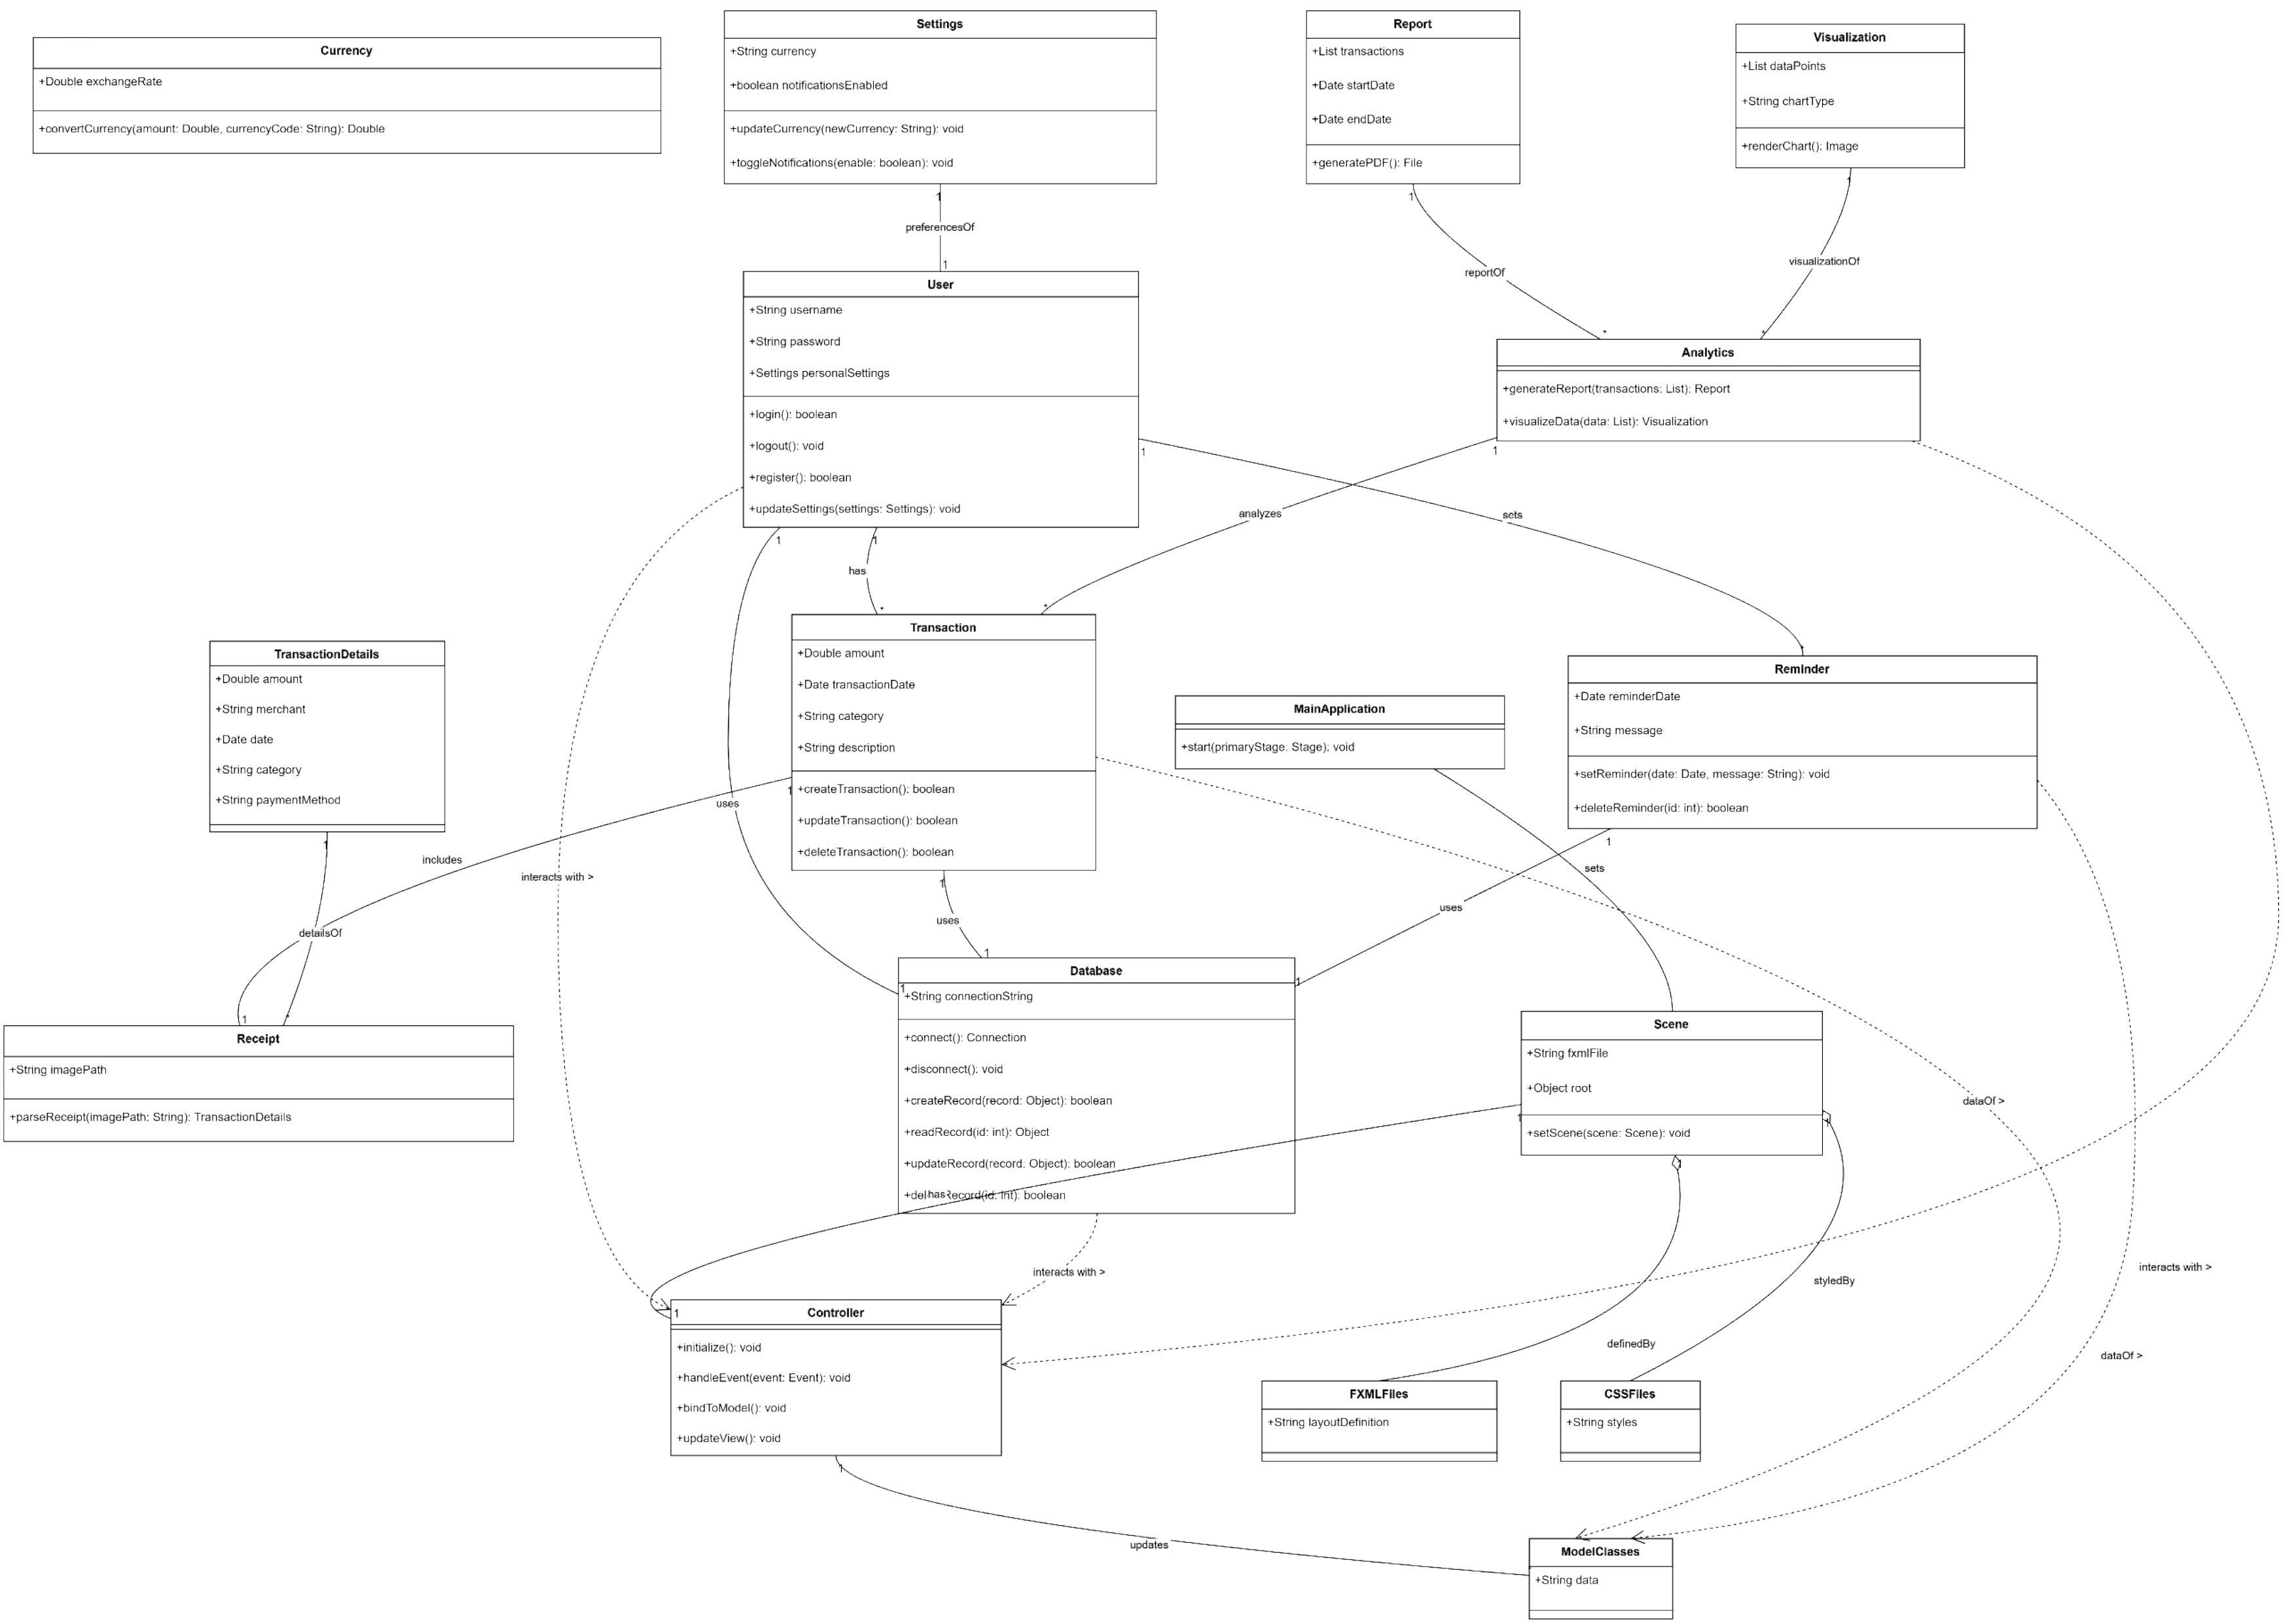 Currency
+Double exchangeRate
+convertCurrency(amount: Double, currencyCode: String): Double
Settings
+String currency
+boolean notificationsEnabled
+updateCurrency(newCurrency: String): void
+toggleNotifications(enable: boolean): void
Report
+List transactions
+Date startDate
+Date endDate
+generatePDF(): File
Visualization
+List dataPoints
+String chartType
+renderChart(): Image
1
preferencesOf
1
1
reportOf
*
1
visualizationOf
*
User
+String username
+String password
+Settings personalSettings
+login(): boolean
+logout(): void
+register(): boolean
+updateSettings(settings: Settings): void
Analytics
+generateReport(transactions: List): Report
+visualizeData(data: List): Visualization
1
1
analyzes
sets
1
1
has
*
*
*
TransactionDetails
+Double amount
+String merchant
+Date date
+String category
+String paymentMethod
Transaction
+Double amount
+Date transactionDate
+String category
+String description
+createTransaction(): boolean
+updateTransaction(): boolean
+deleteTransaction(): boolean
MainApplication
+start(primaryStage. Stage): void
Reminder
+Date reminderDate
+String message
+setReminder(date: Date, message: String): void
+deleteReminder(id: int): boolean
1
uses
1
includes
interacts with >
1
sets
1
uses
uses
detailsOf
1
1
1
1
1
*
Receipt
+String imagePath
+parseReceipt(imagePath: String): TransactionDetails
Database
+String connectionString
+connect(): Connection
+disconnect(): void
+createRecord(record: Object): boolean
+readRecord(id: int): Object
+updateRecord(record: Object): boolean
has
Scene
+String fxmlFile
+Object root
+setScene(scene: Scene): void
dataOf >
1
1
1
interacts with >
interacts with >
styledBy
definedBy
dataOf >
1
Controller
+initialize(): void
+handleEvent(event: Event): void
+bindToModel(): void
+updateView(): void
FXMLFiles
+String layoutDefinition
CSSFiles
+String styles
1
updates
ModelClasses
+String data